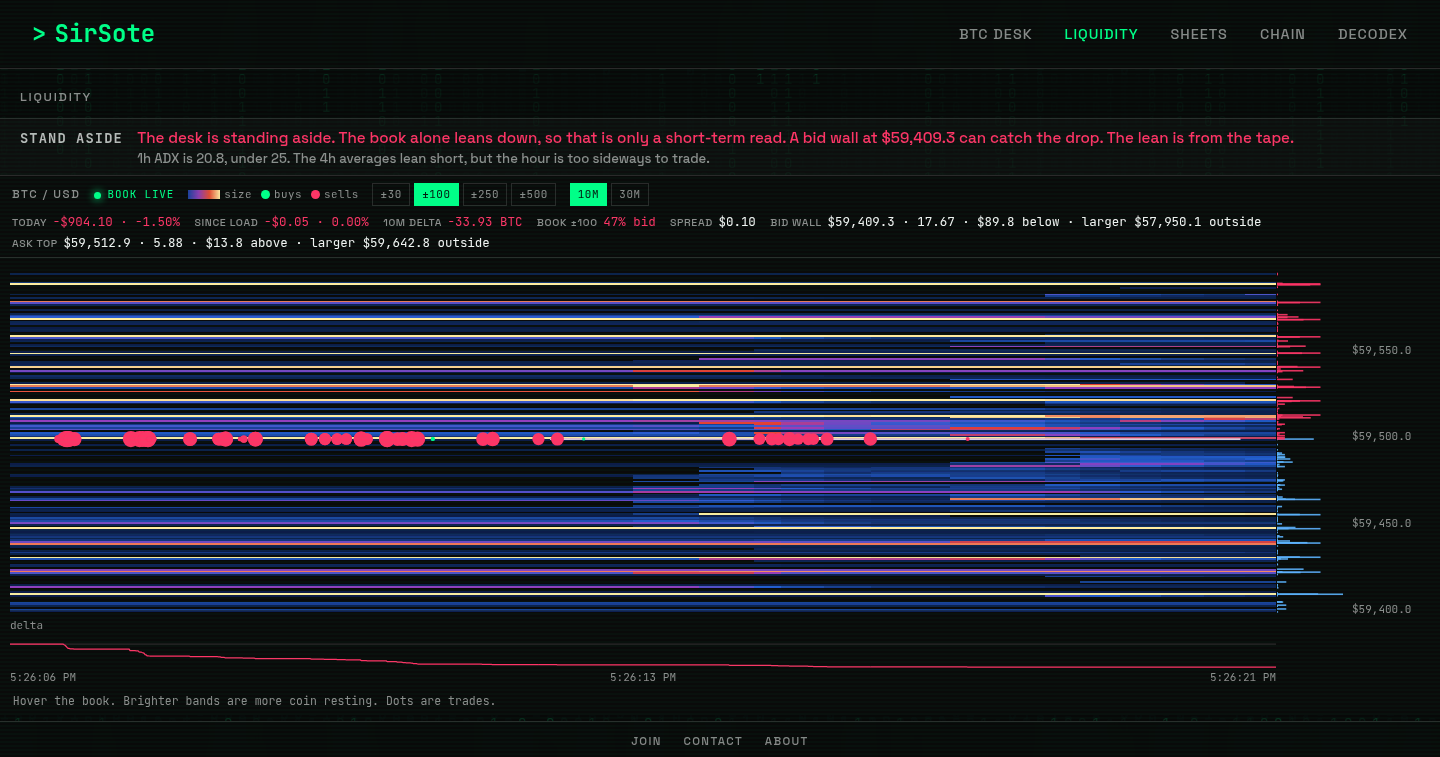 > SirSote
BTC DESK LIQUIDITY SHEETS CHAIN DECODEX
LIQUIDITY
STAND ASIDE The desk is standing aside. The book alone leans down, so that is only a short-term read. A bid wall at $59,409.3 can catch the drop. The lean is from the tape.
1h ADX is 20.8, under 25. The 4h averages lean short, but the hour is too sideways to trade.
BTC / USD BOOK LIVE size buys sells ±30 ±100 ±250 ±500 10M 30M
TODAY -$904.10 · -1.50% SINCE LOAD -$0.05 · 0.00% 10M DELTA -33.93 BTC BOOK ±100 47% bid SPREAD $0.10 BID WALL $59,409.3 · 17.67 · $89.8 below · larger $57,950.1 outside
ASK TOP $59,512.9 · 5.88 · $13.8 above · larger $59,642.8 outside
$59,550.0
$59,500.0
$59,450.0
$59,400.0
delta
5:26:06 PM 5:26:13 PM 5:26:21 PM
Hover the book. Brighter bands are more coin resting. Dots are trades.
JOIN CONTACT ABOUT